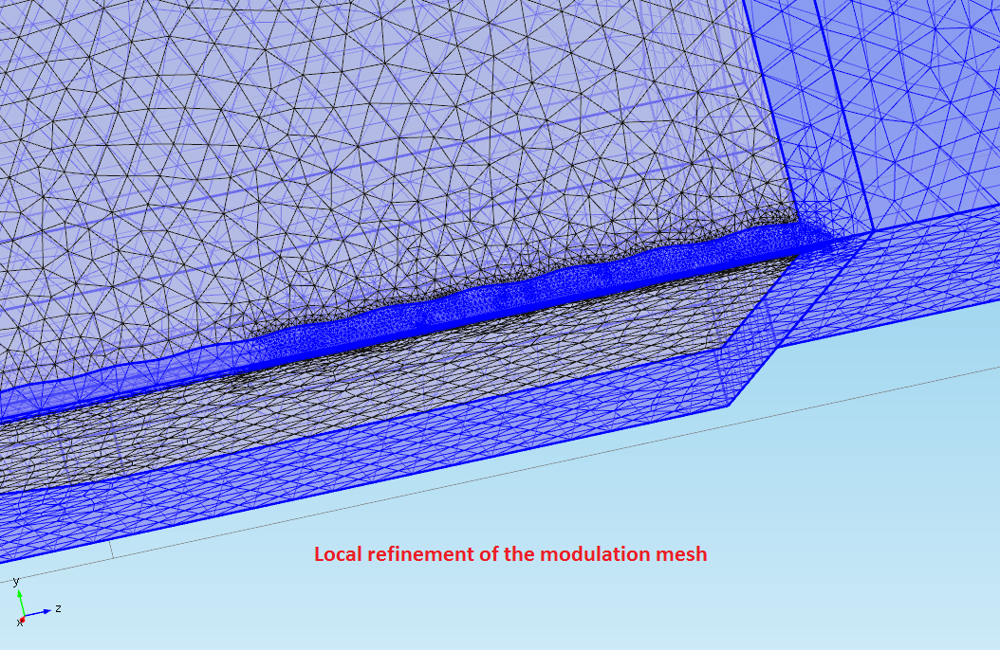 Local refinement of the modulation mesh
y
z
x